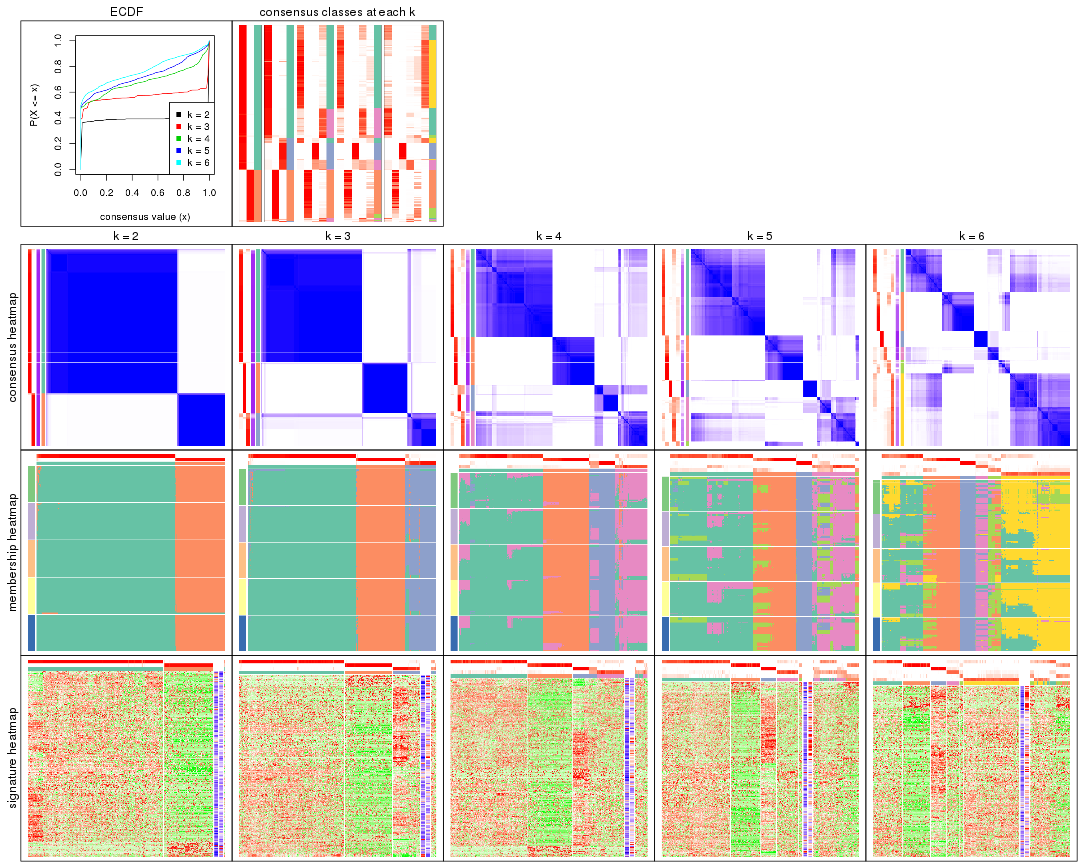 ECDF
consensus classes at each k
P(X <= x)
0.0 0.2 0.4 0.6 0.8 1.0
k = 2
k = 3
k = 4
k = 5
k = 6
0.0 0.2 0.4 0.6 0.8 1.0
consensus value (x)
k = 2 k = 3 k = 4 k = 5 k = 6
consensus heatmap
membership heatmap
signature heatmap